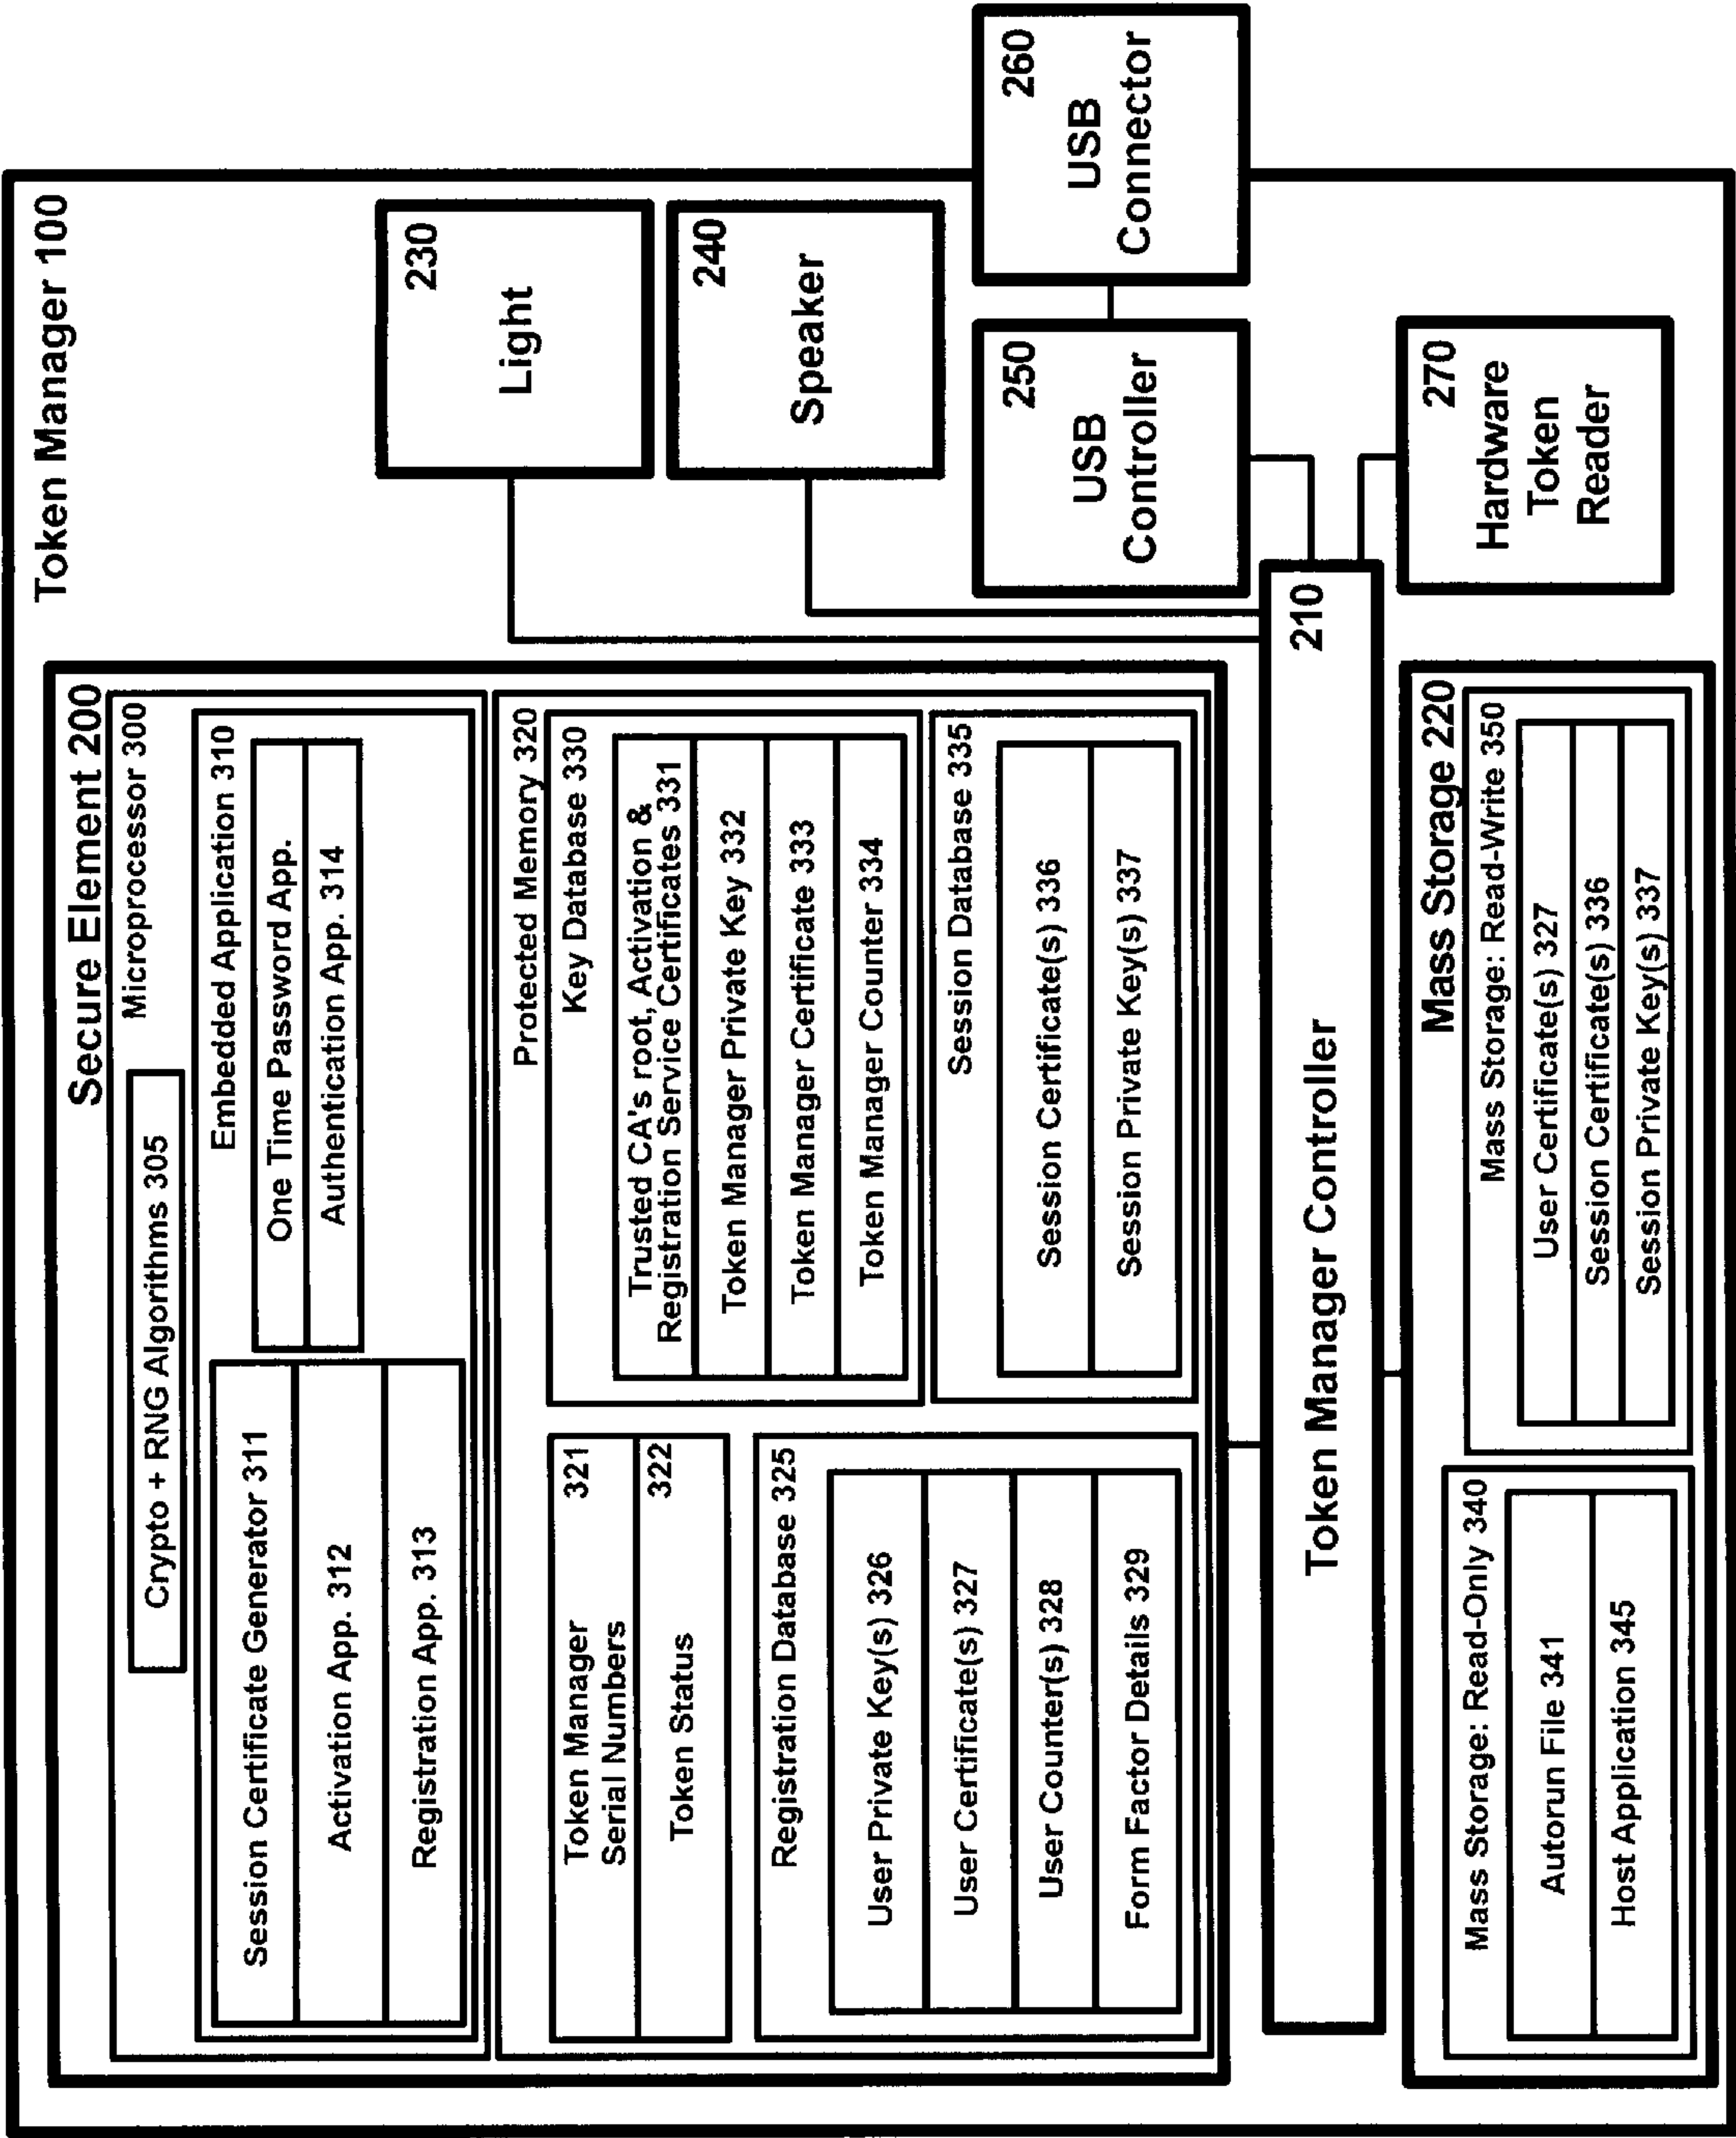 Token Manager 100
Secure Element 200
Microprocessor 300
Crypto + RNG Algorithms 305
Embedded Application 310
Session Certificate Generator 311
Activation App. 312
Registration App. 313
One Time Password App.
Authentication App. 314
Protected Memory 320
Token Manager 321
Serial Numbers
Token Status 322
Registration Database 325
User Private Key(s) 326
User Certificate(s) 327
User Counter(s) 328
Form Factor Details 329
Key Database 330
Trusted CA's root, Activation &
Registration Service Certificates 331
Token Manager Private Key 332
Token Manager Certificate 333
Token Manager Counter 334
Session Database 335
Session Certificate(s) 336
Session Private Key(s) 337
230
Light
240
Speaker
250
USB
Controller
260
USB
Connector
210
Token Manager Controller
270
Hardware
Token
Reader
Mass Storage 220
Mass Storage: Read-Only 340
Autorun File 341
Host Application 345
Mass Storage: Read-Write 350
User Certificate(s) 327
Session Certificate(s) 336
Session Private Key(s) 337